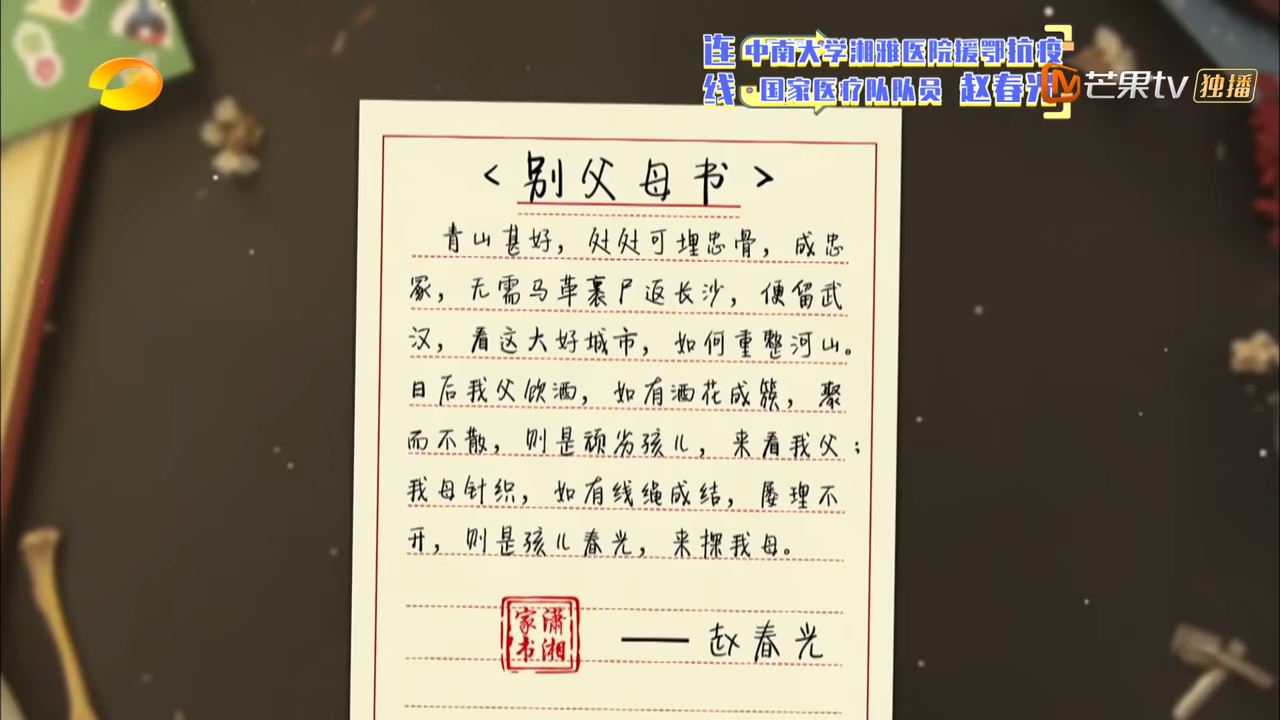 连 中南大学湘雅医院援鄂抗疫
线 ·国家医疗队队员 赵春光
芒果tv 独播
<别父母书>
青山甚好，处处可埋忠骨，成忠
冢，无需马革裹尸返长沙，便留武
汉，看这大好城市，如何重整河山。
日后我父饮酒，如有酒花成簇，聚
而不散，则是顽劣孩儿，来看我父；
我母针织，如有线绳成结，屡理不
开，则是孩儿春光，来探我母。
潇湘
家书
——赵春光